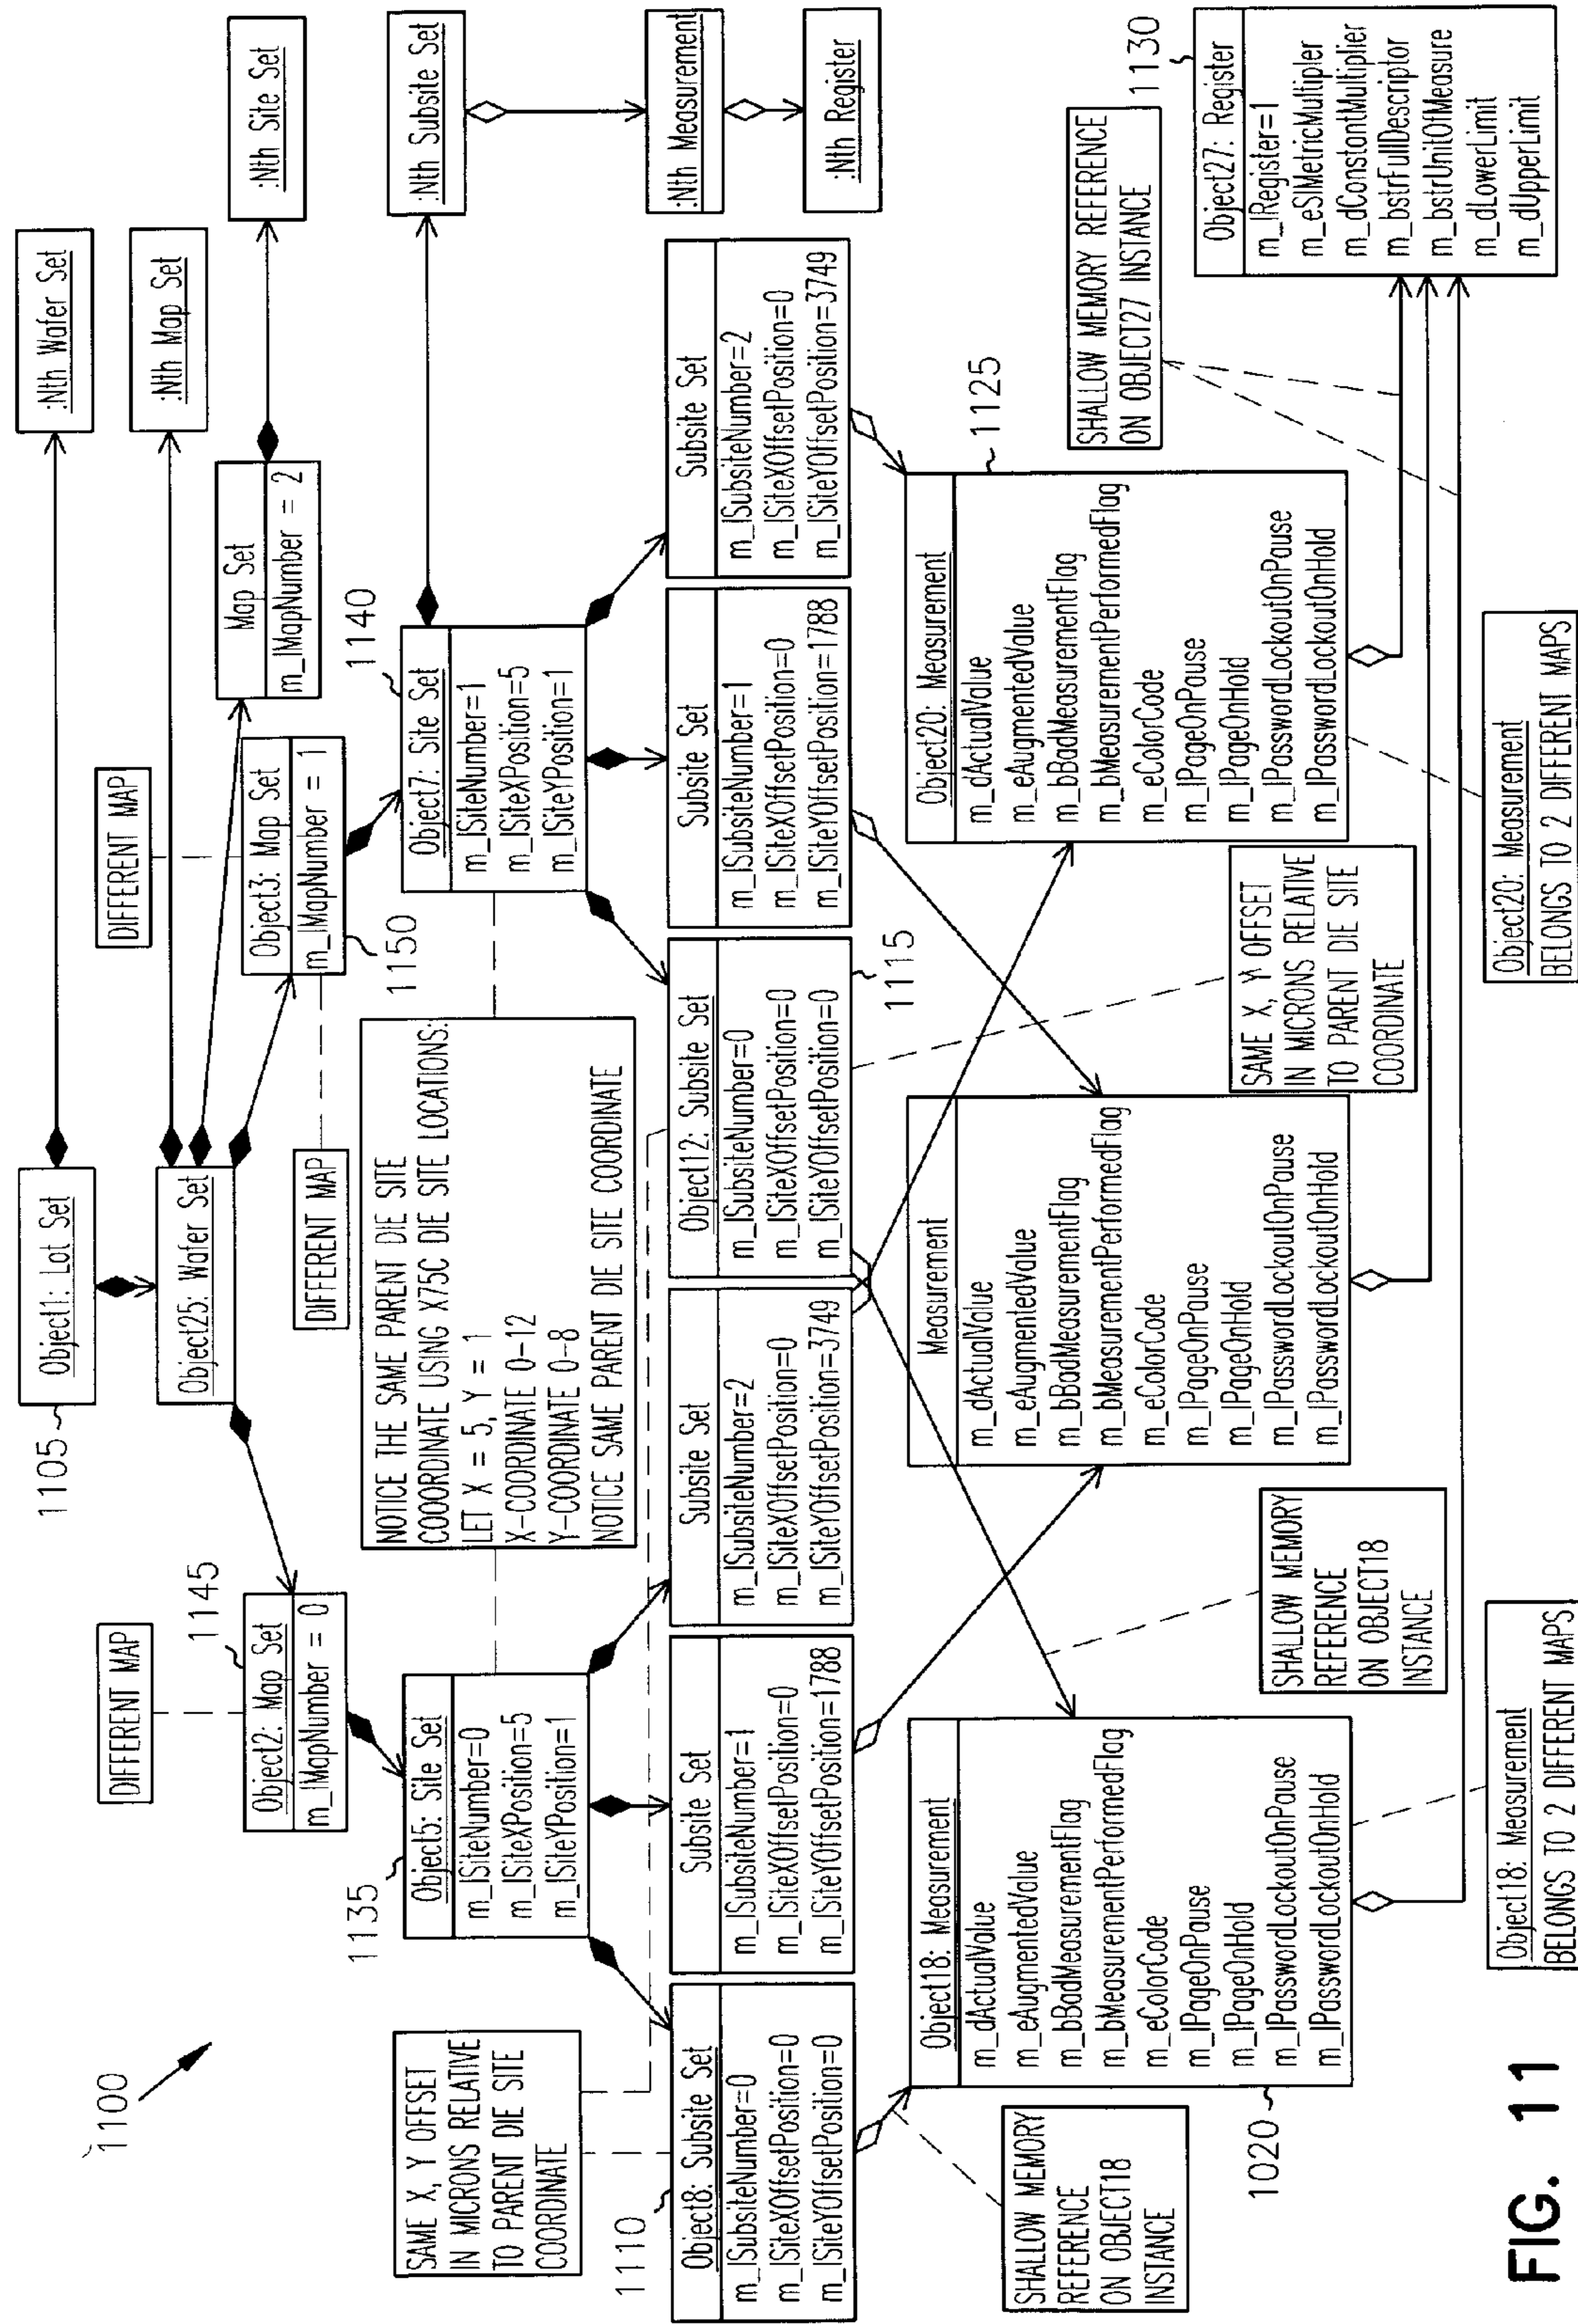 1100
1105
Object1: Lot Set
:Nth Wafer Set
Object25: Wafer Set
:Nth Map Set
DIFFERENT MAP
1145
Object2: Map Set
m_lMapNumber = 0
DIFFERENT MAP
DIFFERENT MAP
Object3: Map Set
m_lMapNumber = 1
1150
Map Set
m_lMapNumber = 2
:Nth Site Set
1135
Object5: Site Set
m_lSiteNumber=0
m_lSiteXPosition=5
m_lSiteYPosition=1
NOTICE THE SAME PARENT DIE SITE
COOORDINATE USING X75C DIE SITE LOCATIONS:
LET X = 5, Y = 1
X-COORDINATE 0-12
Y-COORDINATE 0-8
NOTICE SAME PARENT DIE SITE COORDINATE
1140
Object7: Site Set
m_lSiteNumber=1
m_lSiteXPosition=5
m_lSiteYPosition=1
:Nth Subsite Set
:Nth Measurement
:Nth Register
SAME X, Y OFFSET
IN MICRONS RELATIVE
TO PARENT DIE SITE
COORDINATE
1110
Object8: Subsite Set
m_lSubsiteNumber=0
m_lSiteXOffsetPosition=0
m_lSiteYOffsetPosition=0
Subsite Set
m_lSubsiteNumber=1
m_lSiteXOffsetPosition=0
m_lSiteYOffsetPosition=1788
Subsite Set
m_lSubsiteNumber=2
m_lSiteXOffsetPosition=0
m_lSiteYOffsetPosition=3749
Object12: Subsite Set
m_lSubsiteNumber=0
m_lSiteXOffsetPosition=0
m_lSiteYOffsetPosition=0
1115
Subsite Set
m_lSubsiteNumber=1
m_lSiteXOffsetPosition=0
m_lSiteYOffsetPosition=1788
Subsite Set
m_lSubsiteNumber=2
m_lSiteXOffsetPosition=0
m_lSiteYOffsetPosition=3749
SHALLOW MEMORY
REFERENCE
ON OBJECT18
INSTANCE
Object18: Measurement
m_dActualValue
m_eAugmentedValue
m_bBadMeasurementFlag
m_bMeasurementPerformedFlag
m_eColorCode
m_lPageOnPause
m_lPageOnHold
m_lPasswordLockoutOnPause
m_lPasswordLockoutOnHold
1020
SHALLOW MEMORY
REFERENCE
ON OBJECT18
INSTANCE
Measurement
m_dActualValue
m_eAugmentedValue
m_bBadMeasurementFlag
m_bMeasurementPerformedFlag
m_eColorCode
m_lPageOnPause
m_lPageOnHold
m_lPasswordLockoutOnPause
m_lPasswordLockoutOnHold
SAME X, Y OFFSET
IN MICRONS RELATIVE
TO PARENT DIE SITE
COORDINATE
1125
Object20: Measurement
m_dActualValue
m_eAugmentedValue
m_bBadMeasurementFlag
m_bMeasurementPerformedFlag
m_eColorCode
m_lPageOnPause
m_lPageOnHold
m_lPasswordLockoutOnPause
m_lPasswordLockoutOnHold
SHALLOW MEMORY REFERENCE
ON OBJECT27 INSTANCE
1130
Object27: Register
m_lRegister=1
m_eSIMetricMultipler
m_dConstontMultiplier
m_bstrFullDescriptor
m_bstrUnitOfMeasure
m_dLowerLimit
m_dUpperLimit
Object18: Measurement
BELONGS TO 2 DIFFERENT MAPS
Object20: Measurement
BELONGS TO 2 DIFFERENT MAPS
FIG. 11